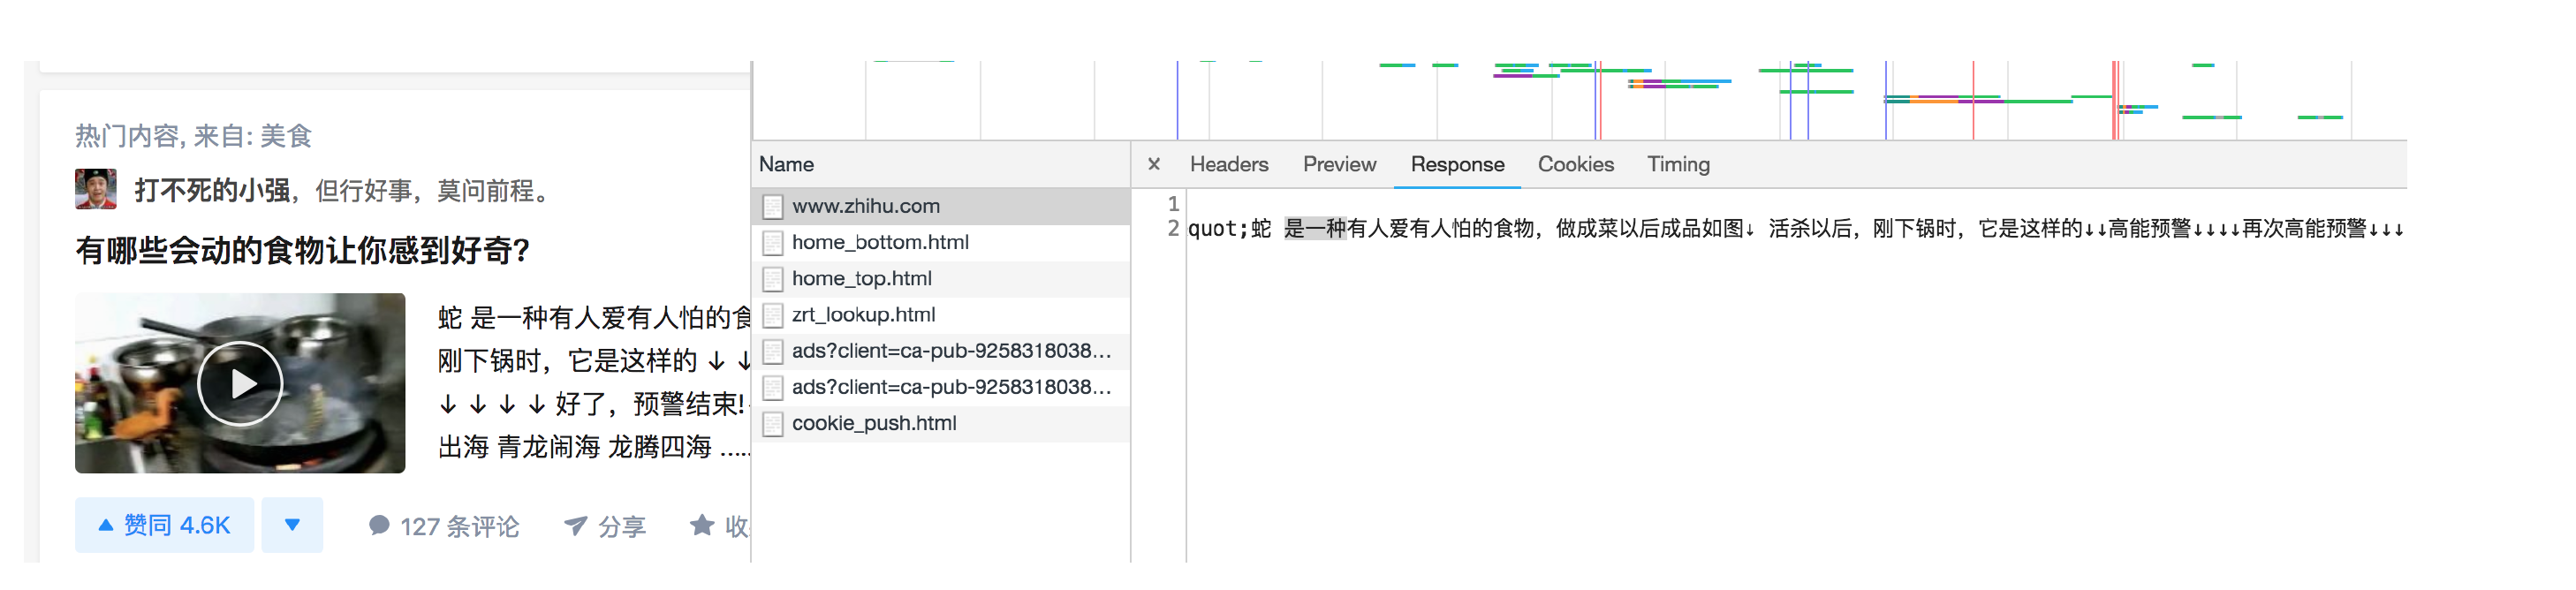 热门内容, 来自: 美食
打不死的小强，但行好事，莫问前程。
有哪些会动的食物让你感到好奇？
蛇 是一种有人爱有人怕的食
刚下锅时，它是这样的 ↓ ↓
↓ ↓ ↓ ↓ 好了，预警结束!
出海 青龙闹海 龙腾四海 ....
赞同 4.6K
127 条评论
分享
收
Name
www.zhihu.com
home_bottom.html
home_top.html
zrt_lookup.html
ads?client=ca-pub-9258318038...
ads?client=ca-pub-9258318038...
cookie_push.html
× Headers Preview Response Cookies Timing
1
2 quot;蛇 是一种有人爱有人怕的食物，做成菜以后成品如图↓ 活杀以后，刚下锅时，它是这样的↓↓高能预警↓↓↓↓再次高能预警↓↓↓